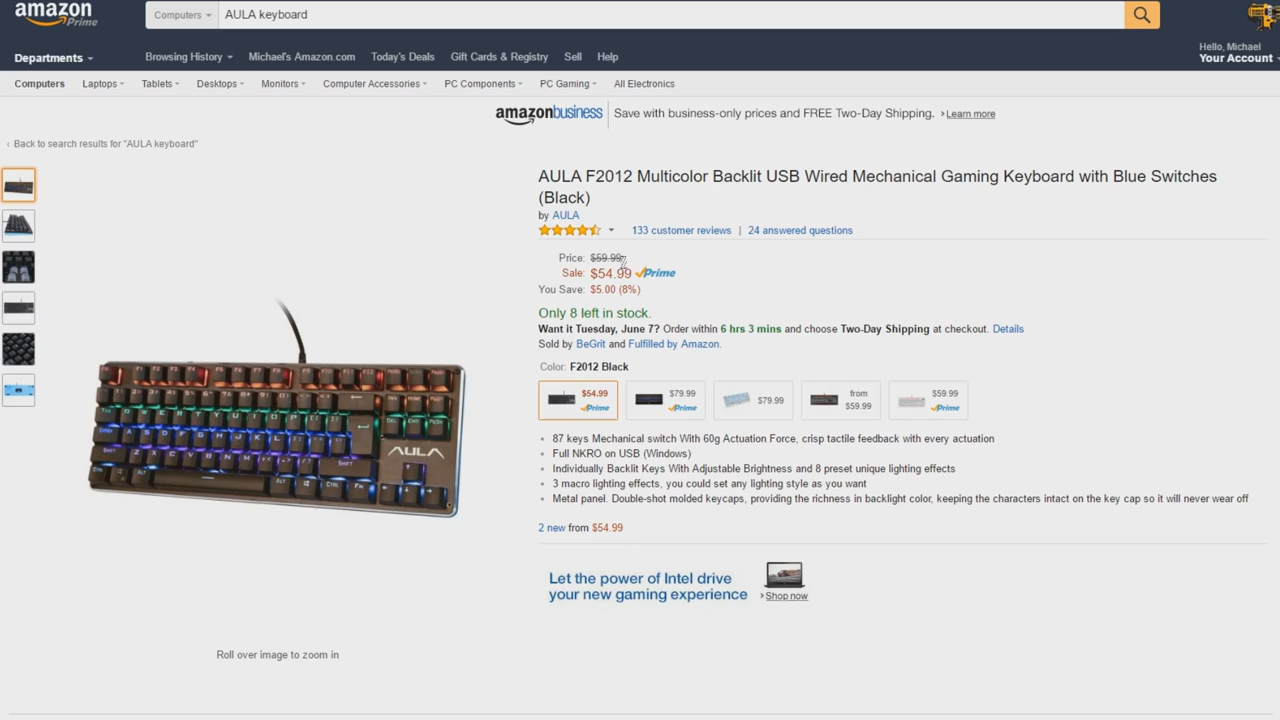 amazon
Prime
Computers
AULA keyboard
Hello, Michael
Departments
Browsing History
Michael's Amazon.com
Today's Deals
Gift Cards & Registry
Sell
Help
Your Account
Computers
Laptops
Tablets
Desktops
Monitors
Computer Accessories
PC Components
PC Gaming
All Electronics
amazonbusiness
Save with business-only prices and FREE Two-Day Shipping. › Learn more
‹ Back to search results for "AULA keyboard"
AULA F2012 Multicolor Backlit USB Wired Mechanical Gaming Keyboard with Blue Switches
(Black)
by AULA
133 customer reviews | 24 answered questions
Price: $59.99
Sale: $54.99 Prime
You Save: $5.00 (8%)
Only 8 left in stock.
Want it Tuesday, June 7? Order within 6 hrs 3 mins and choose Two-Day Shipping at checkout. Details
Sold by BeGrit and Fulfilled by Amazon.
Color: F2012 Black
$54.99
Prime
$79.99
Prime
$79.99
from
$59.99
$59.99
Prime
87 keys Mechanical switch With 60g Actuation Force, crisp tactile feedback with every actuation
Full NKRO on USB (Windows)
Individually Backlit Keys With Adjustable Brightness and 8 preset unique lighting effects
3 macro lighting effects, you could set any lighting style as you want
Metal panel. Double-shot molded keycaps, providing the richness in backlight color, keeping the characters intact on the key cap so it will never wear off
AULA
2 new from $54.99
Let the power of Intel drive
your new gaming experience
› Shop now
Roll over image to zoom in